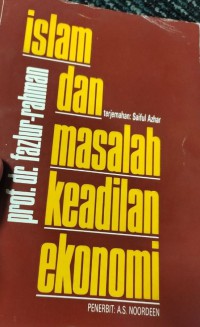 islam
dan
terjemahan: Saiful Azhar
masalah
keadilan
ekonomi
prof. dr. fazlur-rahman
PENERBIT: A.S. NOORDEEN